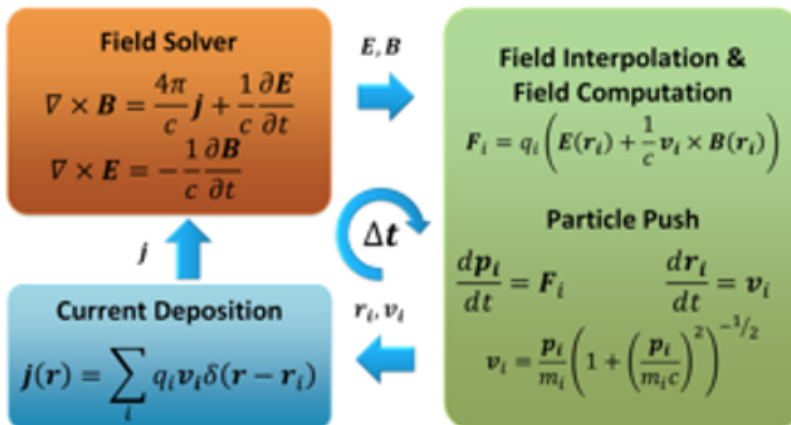 Field Solver
∇ × B = 4π/c j + 1/c ∂E/∂t
∇ × E = − 1/c ∂B/∂t
E, B
Field Interpolation &
Field Computation
F_i = q_i (E(r_i) + 1/c v_i × B(r_i))
Particle Push
dp_i/dt = F_i
dr_i/dt = v_i
v_i = p_i/m_i (1 + (p_i/m_i c)^2)^−1/2
Δt
r_i, v_i
Current Deposition
j(r) = ∑_i q_i v_i δ(r − r_i)
j